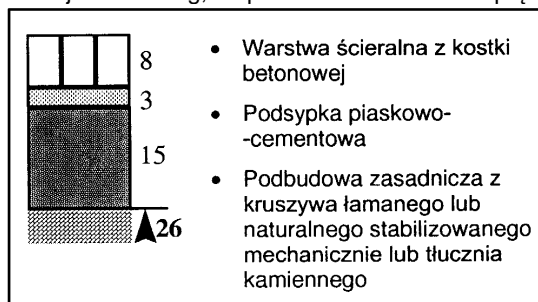 8
3
15
26
• Warstwa ścieralna z kostki
betonowej
• Podsypka piaskowo-
-cementowa
• Podbudowa zasadnicza z
kruszywa łamanego lub
naturalnego stabilizowanego
mechanicznie lub tłucznia
kamiennego